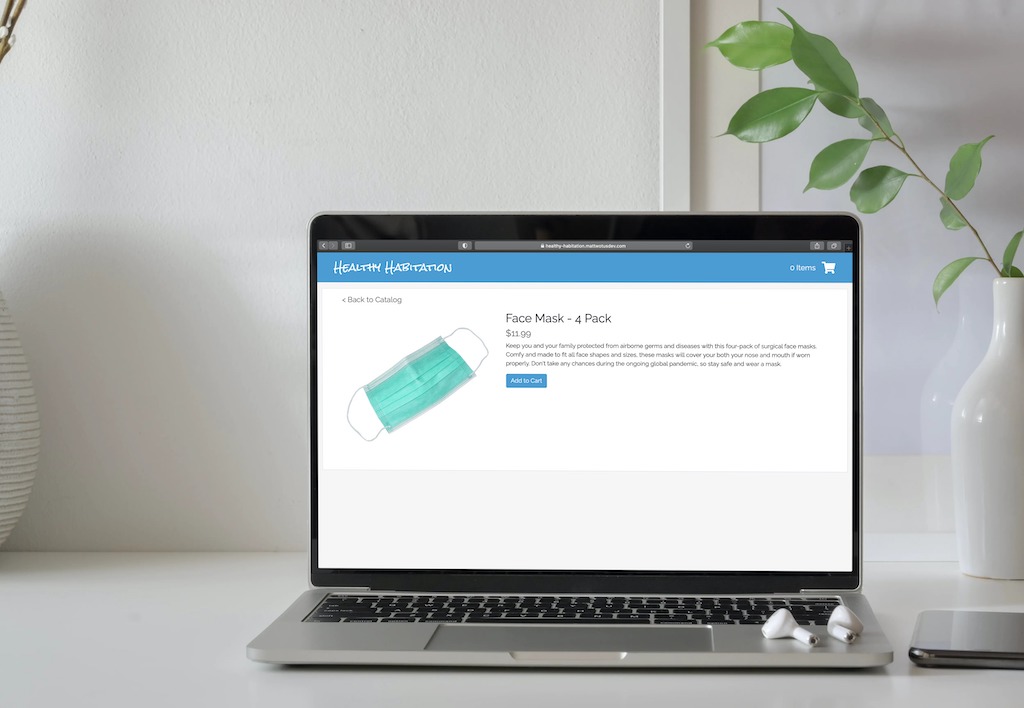 healthy-habitation.mattwolusdev.com
Healthy Habitation
0 Items
< Back to Catalog
Face Mask - 4 Pack
$11.99
Keep you and your family protected from airborne germs and diseases with this four-pack of surgical face masks.
Comfy and made to fit all face shapes and sizes, these masks will cover your both your nose and mouth if worn
properly. Don't take any chances during the ongoing global pandemic, so stay safe and wear a mask.
Add to Cart